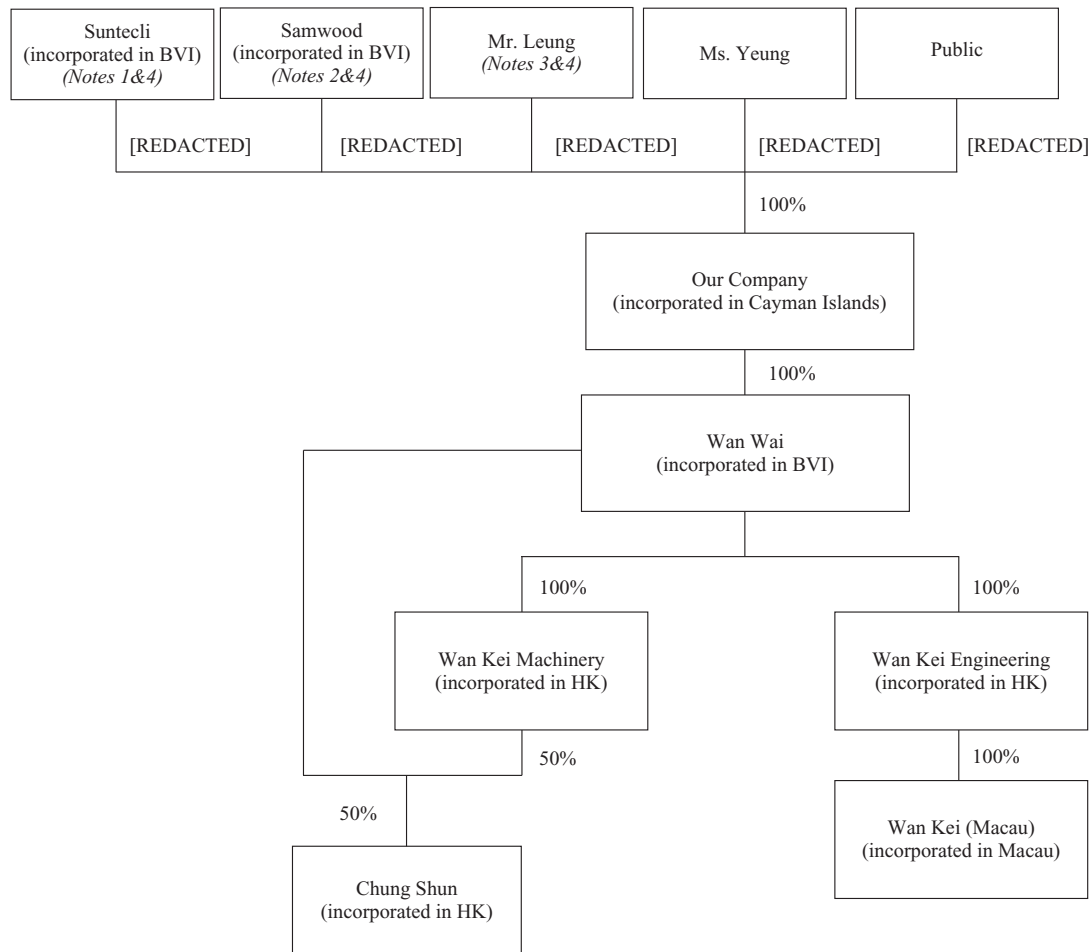 Suntecli
(incorporated in BVI)
(Notes 1&4)
Samwood
(incorporated in BVI)
(Notes 2&4)
Mr. Leung
(Notes 3&4)
Ms. Yeung
Public
[REDACTED]
[REDACTED]
[REDACTED]
[REDACTED]
[REDACTED]
100%
Our Company
(incorporated in Cayman Islands)
100%
Wan Wai
(incorporated in BVI)
100%
100%
Wan Kei Machinery
(incorporated in HK)
Wan Kei Engineering
(incorporated in HK)
50%
100%
50%
Wan Kei (Macau)
(incorporated in Macau)
Chung Shun
(incorporated in HK)